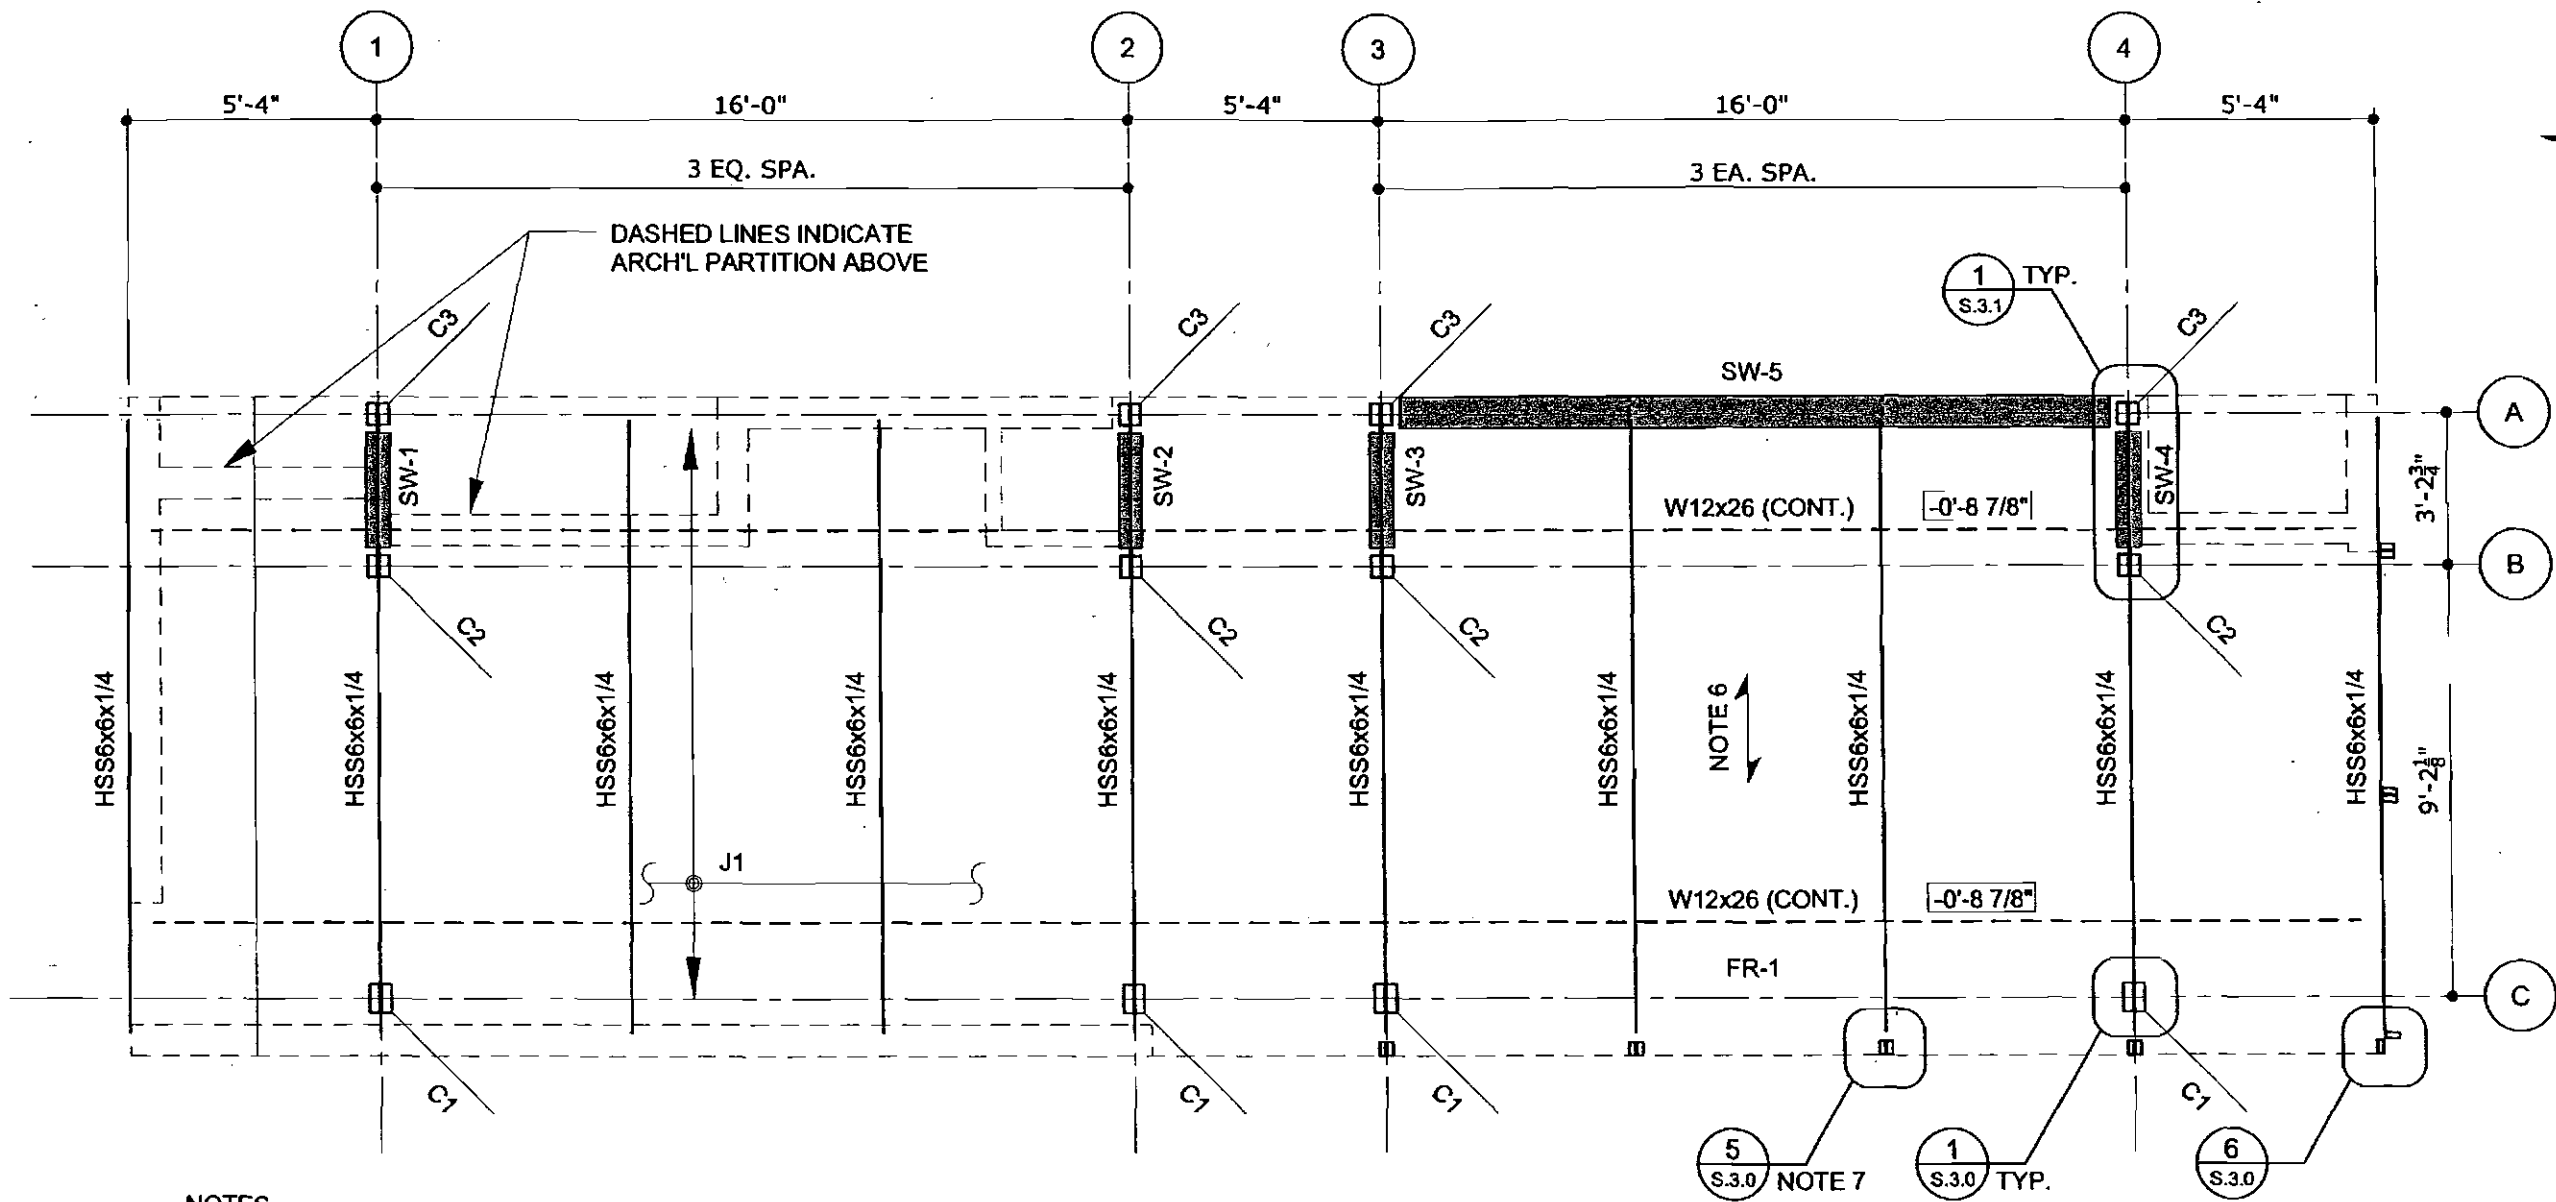 1
2
3
4
5'-4"
16'-0"
5'-4"
16'-0"
5'-4"
3 EQ. SPA.
3 EA. SPA.
DASHED LINES INDICATE
ARCH'L PARTITION ABOVE
1
S.3.1
TYP.
C3
C3
C3
C3
SW-5
A
SW-1
SW-2
SW-3
SW-4
3'-2 3/4"
W12x26 (CONT.)
-0'-8 7/8"
B
C2
C2
C2
C2
HSS6x6x1/4
HSS6x6x1/4
HSS6x6x1/4
HSS6x6x1/4
HSS6x6x1/4
HSS6x6x1/4
HSS6x6x1/4
NOTE 6
HSS6x6x1/4
HSS6x6x1/4
HSS6x6x1/4
9'-2 1/8"
J1
W12x26 (CONT.)
-0'-8 7/8"
FR-1
C
C1
C1
C1
C1
5
S.3.0
NOTE 7
1
S.3.0
TYP.
6
S.3.0
NOTES